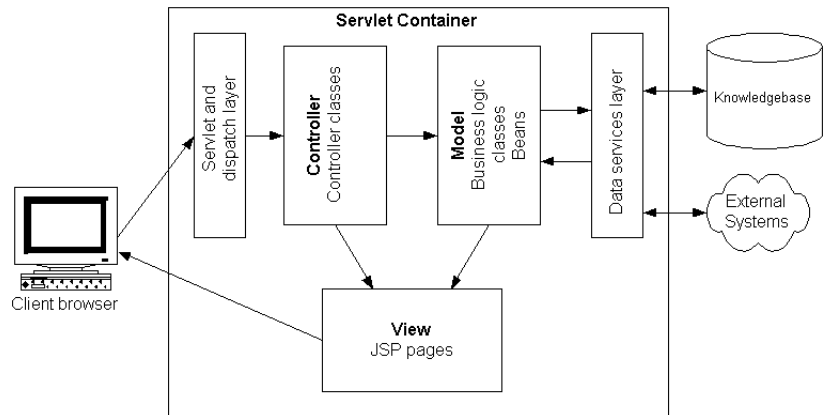 Servlet Container
Servlet and
dispatch layer
Controller
Controller classes
Model
Business logic
classes
Beans
Data services layer
Knowledgebase
External
Systems
Client browser
View
JSP pages